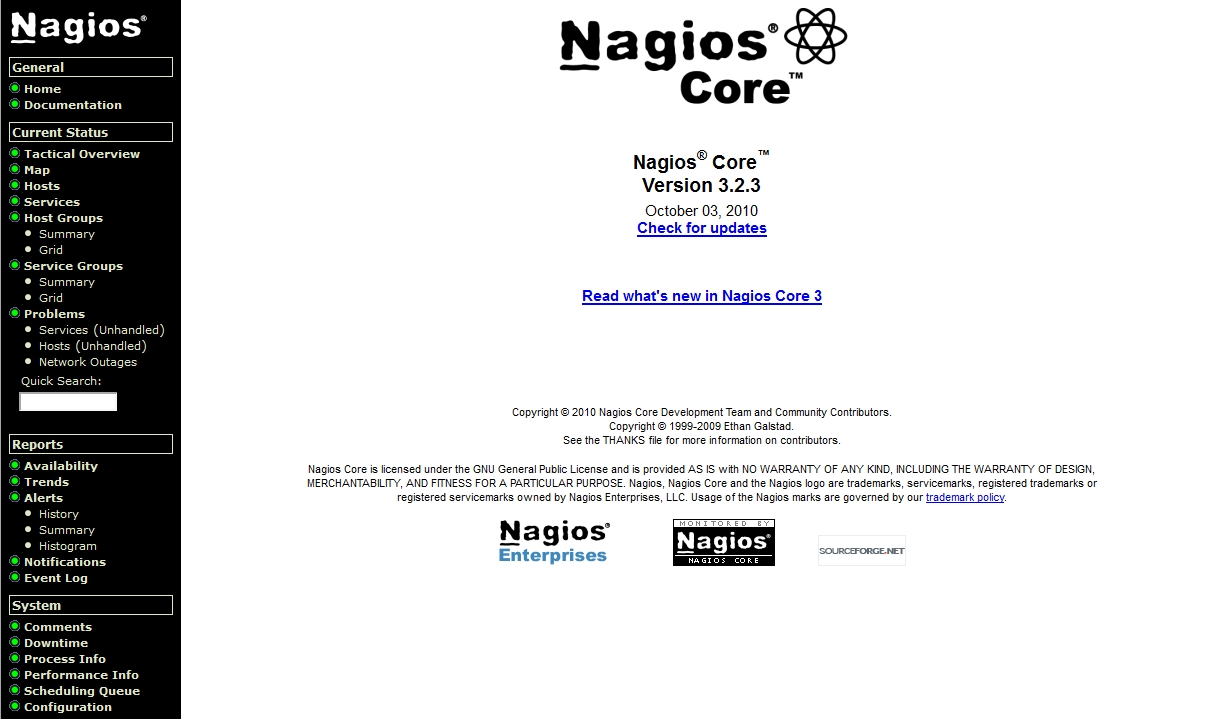 Nagios®
General
Home
Documentation
Current Status
Tactical Overview
Map
Hosts
Services
Host Groups
Summary
Grid
Service Groups
Summary
Grid
Problems
Services (Unhandled)
Hosts (Unhandled)
Network Outages
Quick Search:
Reports
Availability
Trends
Alerts
History
Summary
Histogram
Notifications
Event Log
System
Comments
Downtime
Process Info
Performance Info
Scheduling Queue
Configuration
Nagios®
Core™
Nagios® Core™
Version 3.2.3
October 03, 2010
Check for updates
Read what's new in Nagios Core 3
Copyright © 2010 Nagios Core Development Team and Community Contributors.
Copyright © 1999-2009 Ethan Galstad.
See the THANKS file for more information on contributors.
Nagios Core is licensed under the GNU General Public License and is provided AS IS with NO WARRANTY OF ANY KIND, INCLUDING THE WARRANTY OF DESIGN,
MERCHANTABILITY, AND FITNESS FOR A PARTICULAR PURPOSE. Nagios, Nagios Core and the Nagios logo are trademarks, servicemarks, registered trademarks or
registered servicemarks owned by Nagios Enterprises, LLC. Usage of the Nagios marks are governed by our trademark policy.
Nagios®
Enterprises
MONITORED BY
Nagios®
NAGIOS CORE
SOURCEFORGE.NET